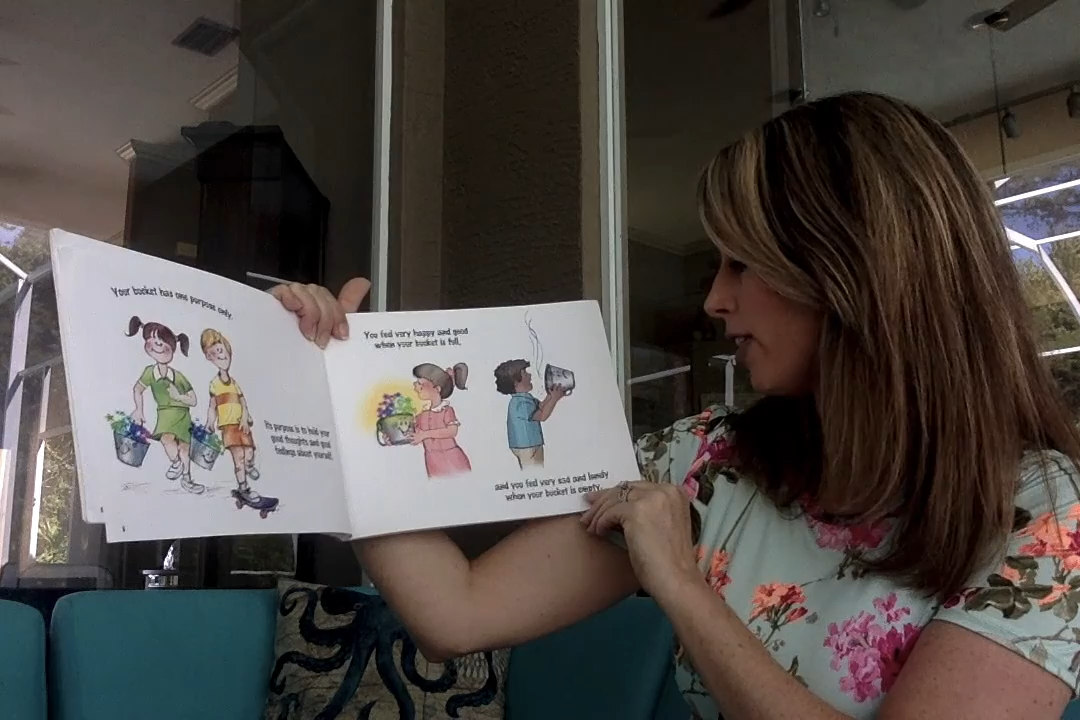 Your bucket has one purpose only.
Its purpose is to hold your
good thoughts and good
feelings about yourself.
You feel very happy and good
when your bucket is full,
and you feel very sad and lonely
when your bucket is empty.